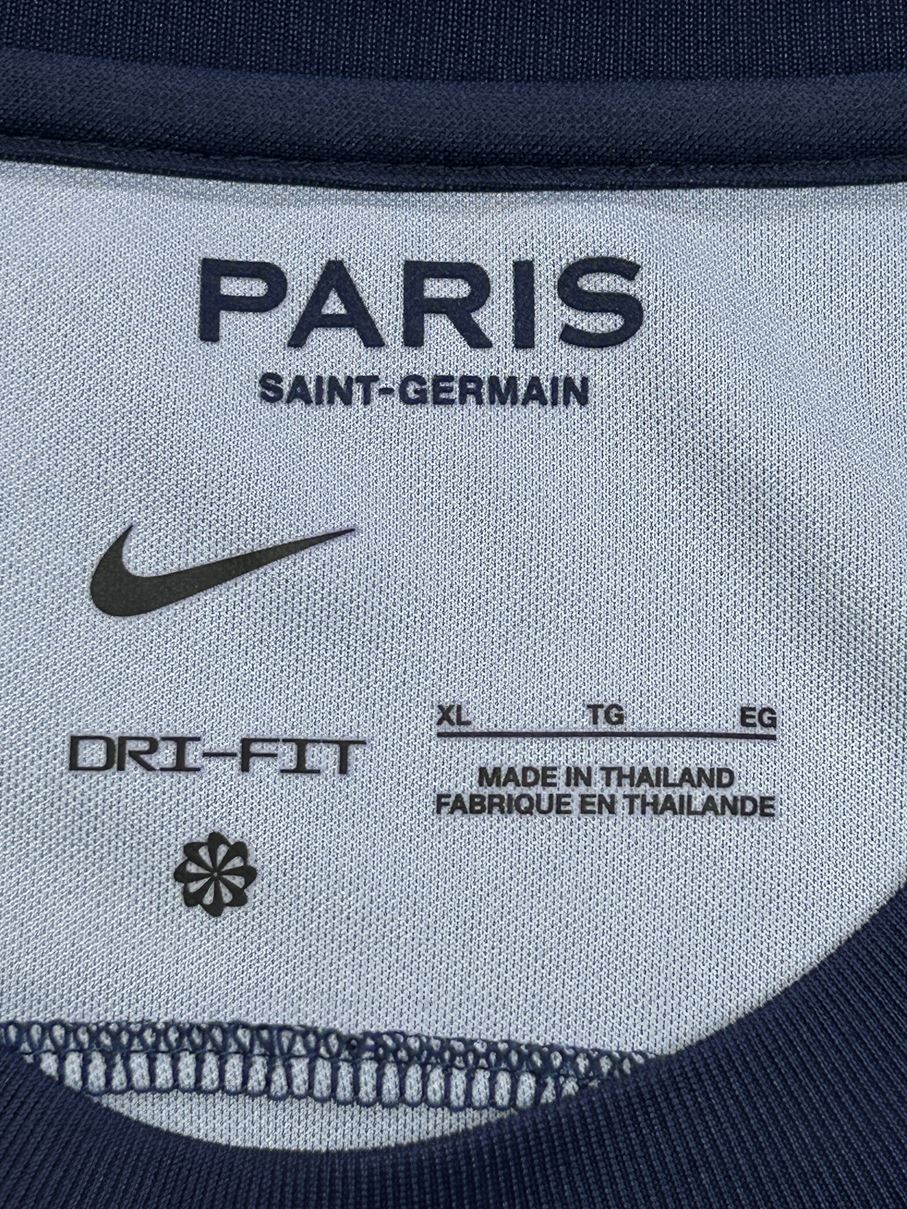 PARIS
SAINT-GERMAIN
XL TG EG
DRI-FIT
MADE IN THAILAND
FABRIQUE EN THAILANDE